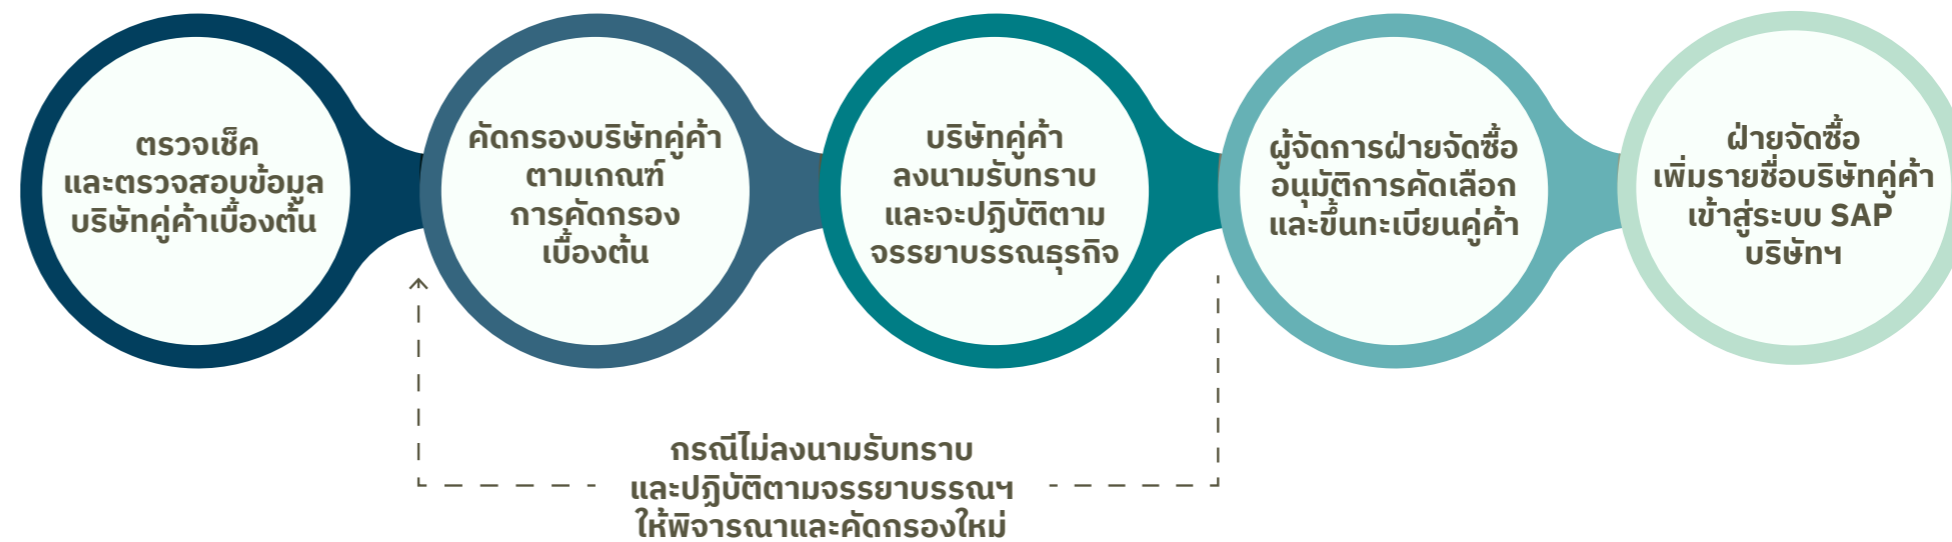 ตรวจเช็ค
และตรวจสอบข้อมูล
บริษัทคู่ค้าเบื้องต้น
คัดกรองบริษัทคู่ค้า
ตามเกณฑ์
การคัดกรอง
เบื้องต้น
บริษัทคู่ค้า
ลงนามรับทราบ
และจะปฏิบัติตาม
จรรยาบรรณธุรกิจ
ผู้จัดการฝ่ายจัดซื้อ
อนุมัติการคัดเลือก
และขึ้นทะเบียนคู่ค้า
ฝ่ายจัดซื้อ
เพิ่มรายชื่อบริษัทคู่ค้า
เข้าสู่ระบบ SAP
บริษัทฯ
กรณีไม่ลงนามรับทราบ
และปฏิบัติตามจรรยาบรรณฯ
ให้พิจารณาและคัดกรองใหม่